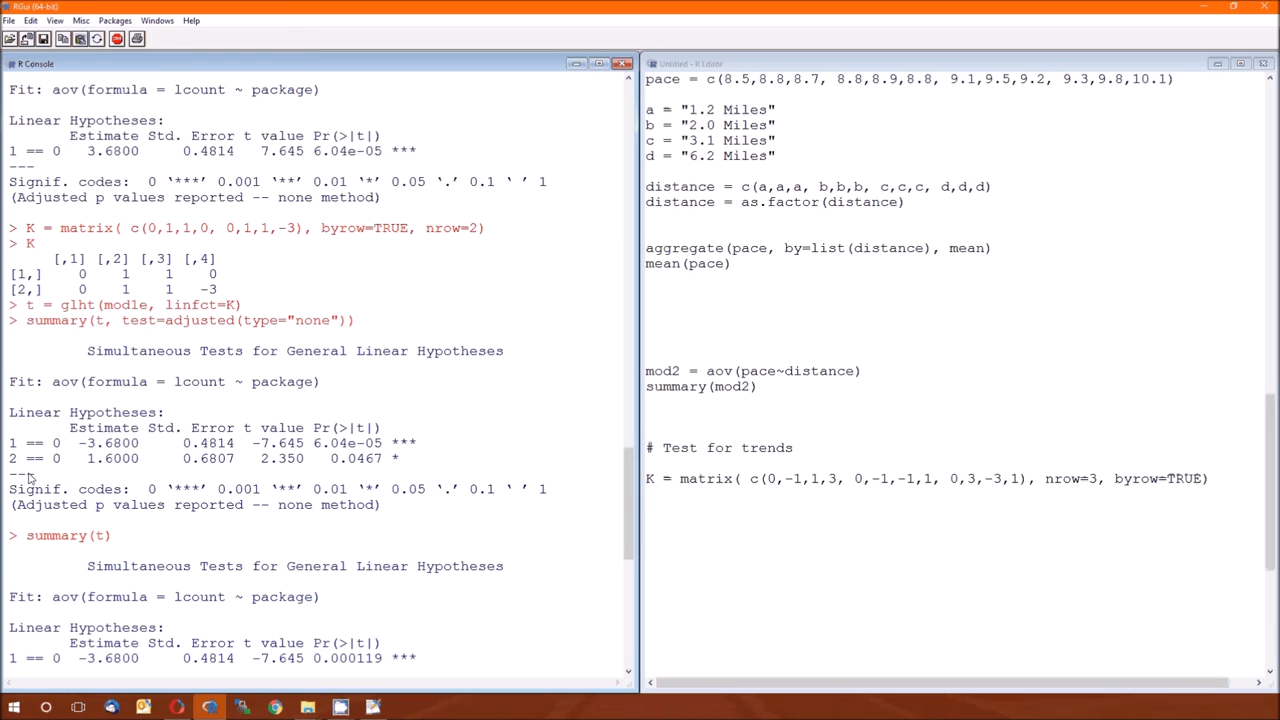 RGui (64-bit)
File Edit View Misc Packages Windows Help
R Console
Fit: aov(formula = lcount ~ package)
Linear Hypotheses:
Estimate Std. Error t value Pr(>|t|)
1 == 0 3.6800 0.4814 7.645 6.04e-05 ***
---
Signif. codes: 0 ‘***’ 0.001 ‘**’ 0.01 ‘*’ 0.05 ‘.’ 0.1 ‘ ’ 1
(Adjusted p values reported -- none method)
> K = matrix( c(0,1,1,0, 0,1,1,-3), byrow=TRUE, nrow=2)
> K
[,1] [,2] [,3] [,4]
[1,] 0 1 1 0
[2,] 0 1 1 -3
> t = glht(mod1e, linfct=K)
> summary(t, test=adjusted(type="none"))
Simultaneous Tests for General Linear Hypotheses
Fit: aov(formula = lcount ~ package)
Linear Hypotheses:
Estimate Std. Error t value Pr(>|t|)
1 == 0 -3.6800 0.4814 -7.645 6.04e-05 ***
2 == 0 1.6000 0.6807 2.350 0.0467 *
---
Signif. codes: 0 ‘***’ 0.001 ‘**’ 0.01 ‘*’ 0.05 ‘.’ 0.1 ‘ ’ 1
(Adjusted p values reported -- none method)
> summary(t)
Simultaneous Tests for General Linear Hypotheses
Fit: aov(formula = lcount ~ package)
Linear Hypotheses:
Estimate Std. Error t value Pr(>|t|)
1 == 0 -3.6800 0.4814 -7.645 0.000119 ***
Untitled - R Editor
pace = c(8.5,8.8,8.7, 8.8,8.9,8.8, 9.1,9.5,9.2, 9.3,9.8,10.1)
a = "1.2 Miles"
b = "2.0 Miles"
c = "3.1 Miles"
d = "6.2 Miles"
distance = c(a,a,a, b,b,b, c,c,c, d,d,d)
distance = as.factor(distance)
aggregate(pace, by=list(distance), mean)
mean(pace)
mod2 = aov(pace~distance)
summary(mod2)
# Test for trends
K = matrix( c(0,-1,1,3, 0,-1,-1,1, 0,3,-3,1), nrow=3, byrow=TRUE)